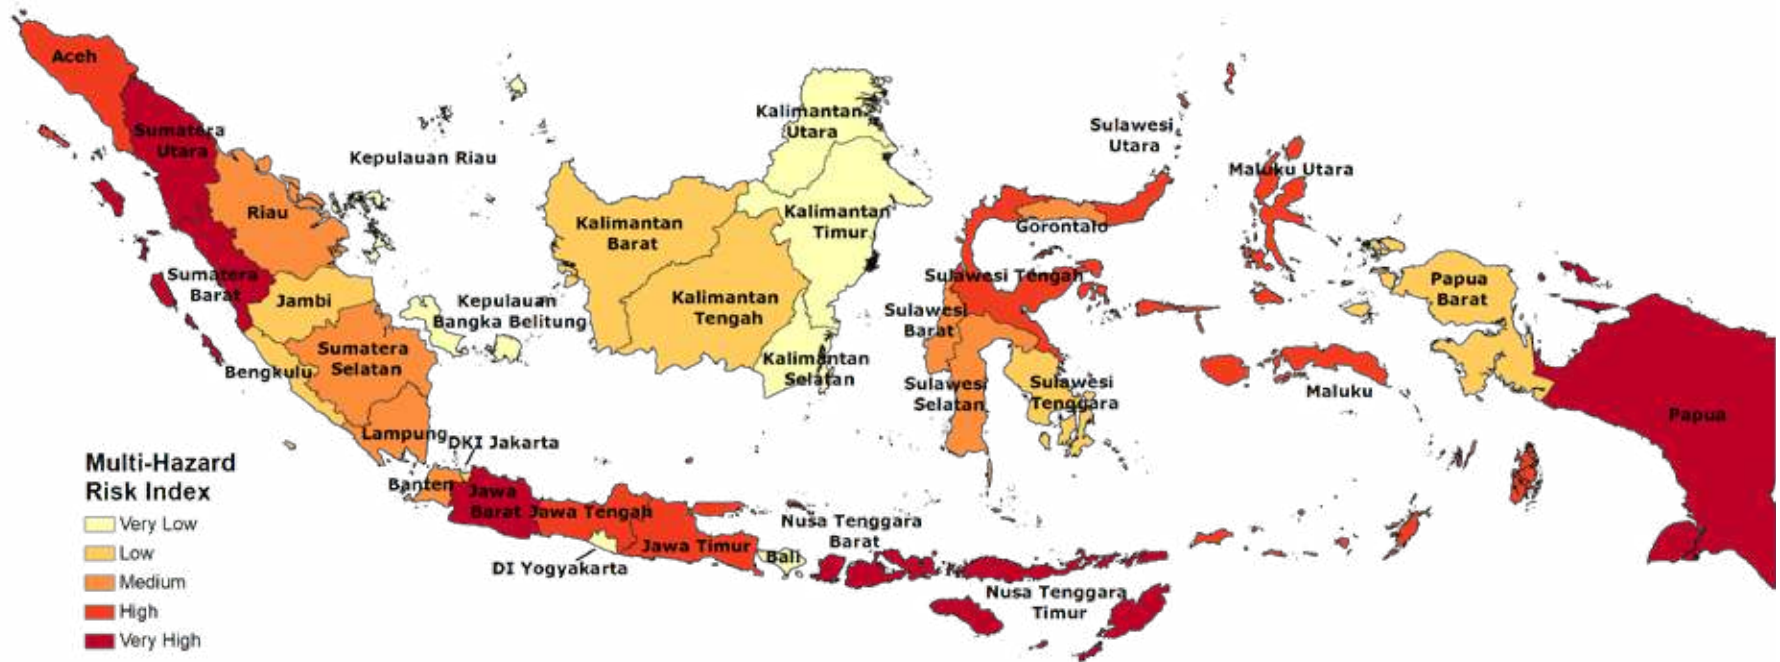 Aceh
Sumatera
Utara
Riau
Kepulauan Riau
Sumatera
Barat
Jambi
Kepulauan
Bangka Belitung
Bengkulu
Sumatera
Selatan
Lampung
DKI Jakarta
Banten
Jawa
Barat
Jawa Tengah
DI Yogyakarta
Jawa Timur
Bali
Nusa Tenggara
Barat
Nusa Tenggara
Timur
Kalimantan
Utara
Kalimantan
Barat
Kalimantan
Timur
Kalimantan
Tengah
Kalimantan
Selatan
Sulawesi
Utara
Gorontalo
Sulawesi Tengah
Sulawesi
Barat
Sulawesi
Selatan
Sulawesi
Tenggara
Maluku Utara
Maluku
Papua
Barat
Papua
Multi-Hazard
Risk Index
Very Low
Low
Medium
High
Very High